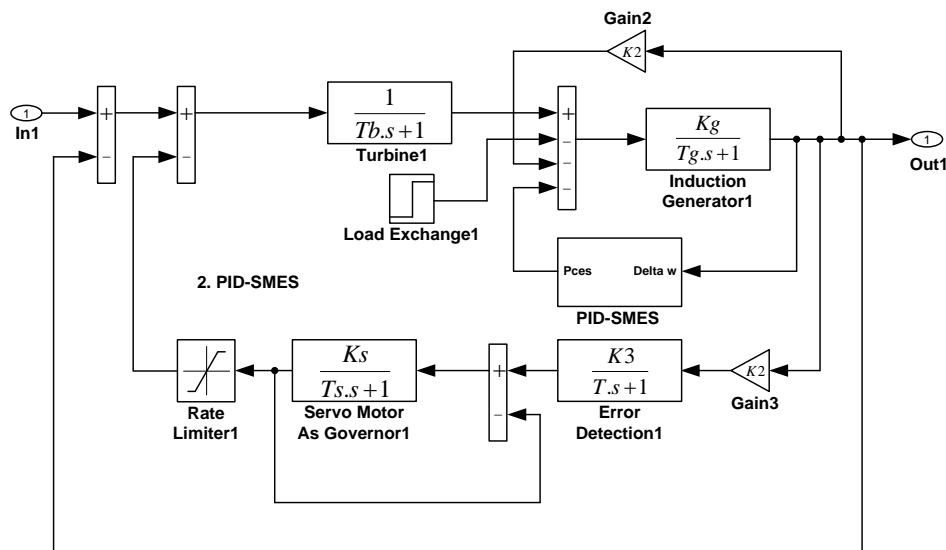 Gain2
K2
1
In1
+
−
+
−
1
Tb.s+1
Turbine1
+
−
−
−
Kg
Tg.s+1
Induction
Generator1
1
Out1
Load Exchange1
2. PID-SMES
Pces
Delta w
PID-SMES
Rate
Limiter1
Ks
Ts.s+1
Servo Motor
As Governor1
+
−
K3
T.s+1
Error
Detection1
K2
Gain3